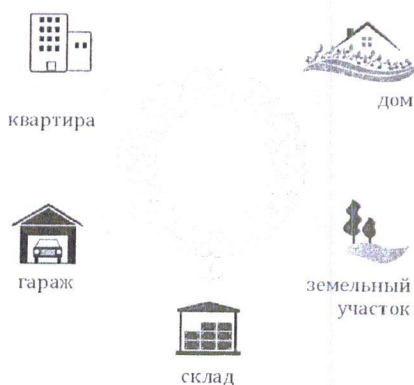 квартира
дом
гараж
земельный
участок
склад